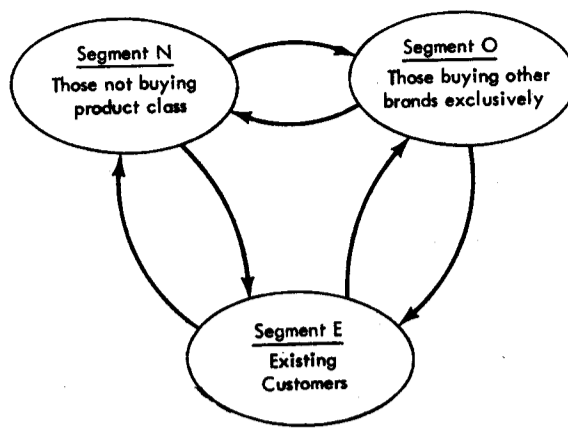 Segment N
Those not buying
product class
Segment O
Those buying other
brands exclusively
Segment E
Existing
Customers